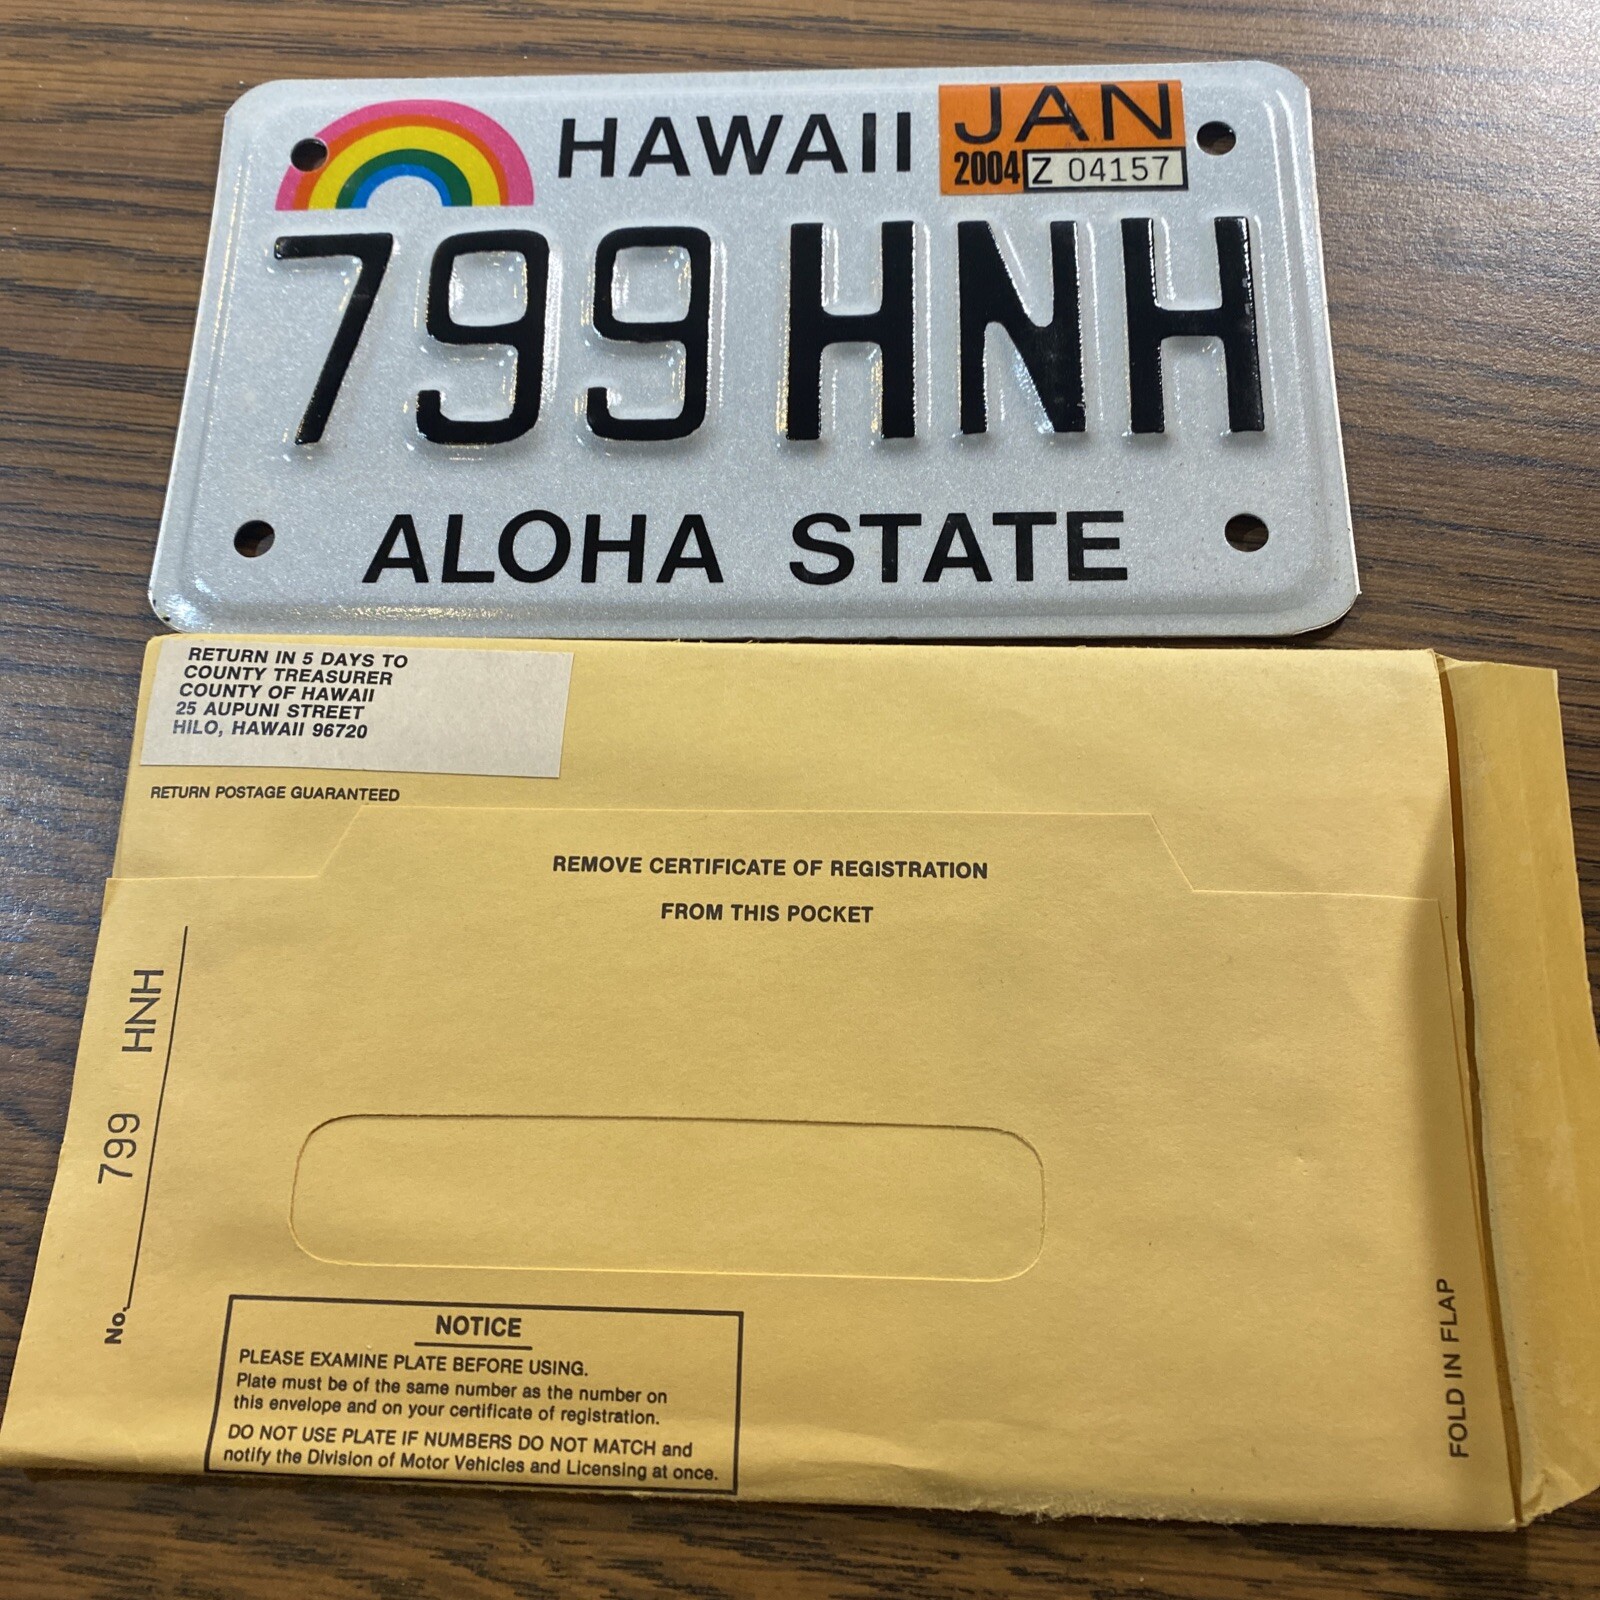 HAWAII
JAN
2004 Z 04157
799 HNH
ALOHA STATE
RETURN IN 5 DAYS TO
COUNTY TREASURER
COUNTY OF HAWAII
25 AUPUNI STREET
HILO, HAWAII 96720
RETURN POSTAGE GUARANTEED
REMOVE CERTIFICATE OF REGISTRATION
FROM THIS POCKET
No. 799 HNH
NOTICE
PLEASE EXAMINE PLATE BEFORE USING.
Plate must be of the same number as the number on
this envelope and on your certificate of registration.
DO NOT USE PLATE IF NUMBERS DO NOT MATCH and
notify the Division of Motor Vehicles and Licensing at once.
FOLD IN FLAP